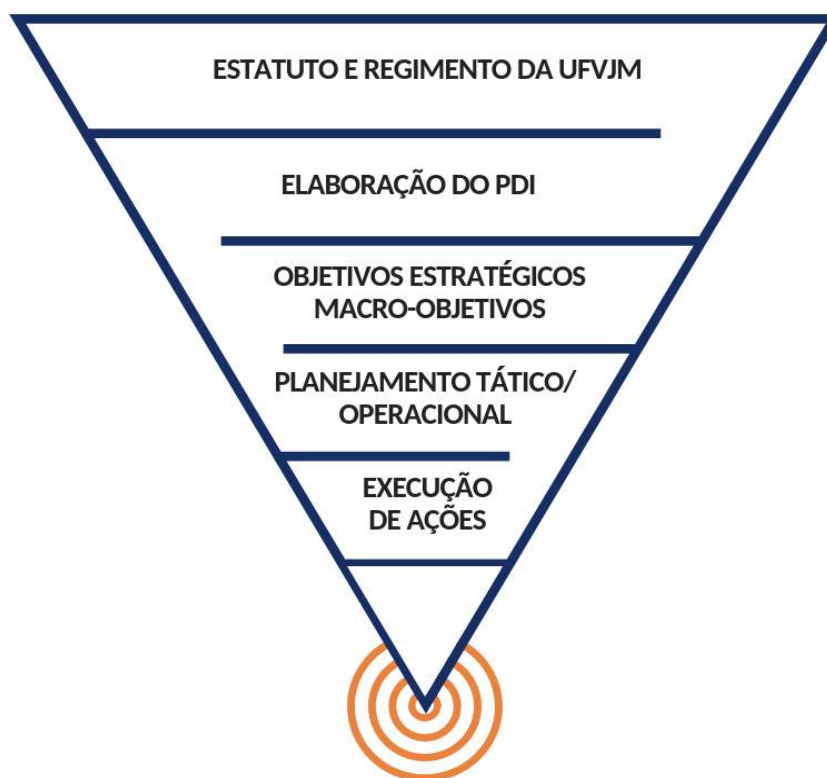 ESTATUTO E REGIMENTO DA UFVJM
ELABORAÇÃO DO PDI
OBJETIVOS ESTRATÉGICOS
MACRO-OBJETIVOS
PLANEJAMENTO TÁTICO/
OPERACIONAL
EXECUÇÃO
DE AÇÕES